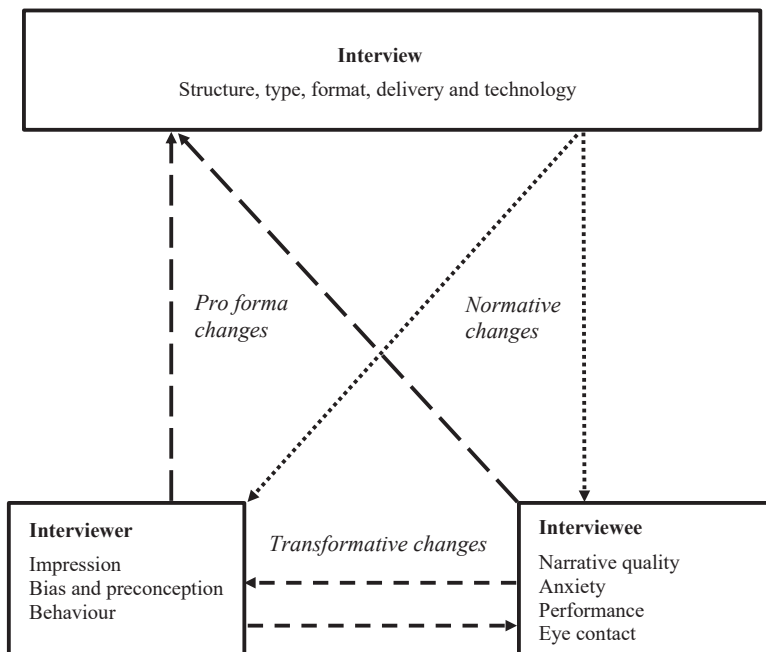 Interview
Structure, type, format, delivery and technology
Pro forma
changes
Normative
changes
Interviewer
Impression
Bias and preconception
Behaviour
Transformative changes
Interviewee
Narrative quality
Anxiety
Performance
Eye contact